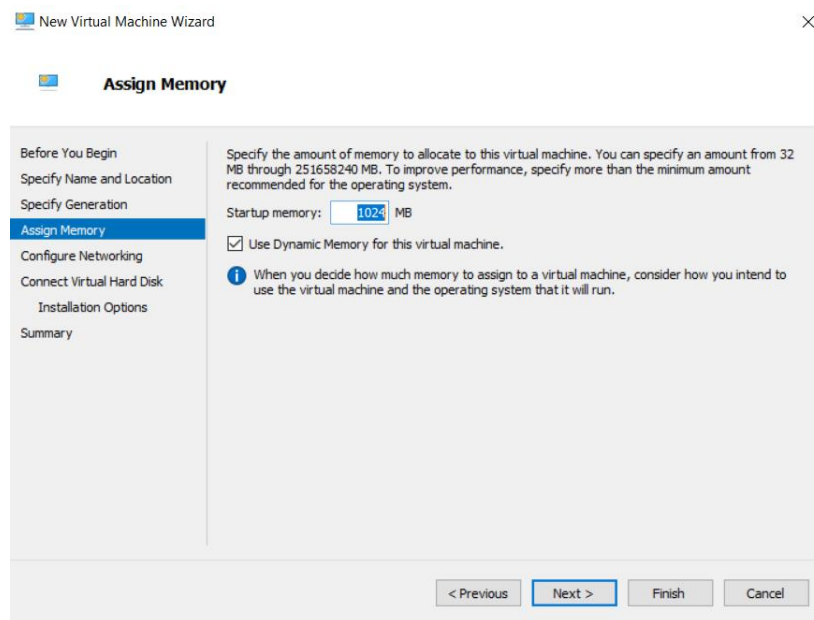 New Virtual Machine Wizard
Assign Memory
Before You Begin
Specify Name and Location
Specify Generation
Assign Memory
Configure Networking
Connect Virtual Hard Disk
Installation Options
Summary
Specify the amount of memory to allocate to this virtual machine. You can specify an amount from 32
MB through 251658240 MB. To improve performance, specify more than the minimum amount
recommended for the operating system.
Startup memory: 1024 MB
Use Dynamic Memory for this virtual machine.
When you decide how much memory to assign to a virtual machine, consider how you intend to
use the virtual machine and the operating system that it will run.
< Previous Next > Finish Cancel